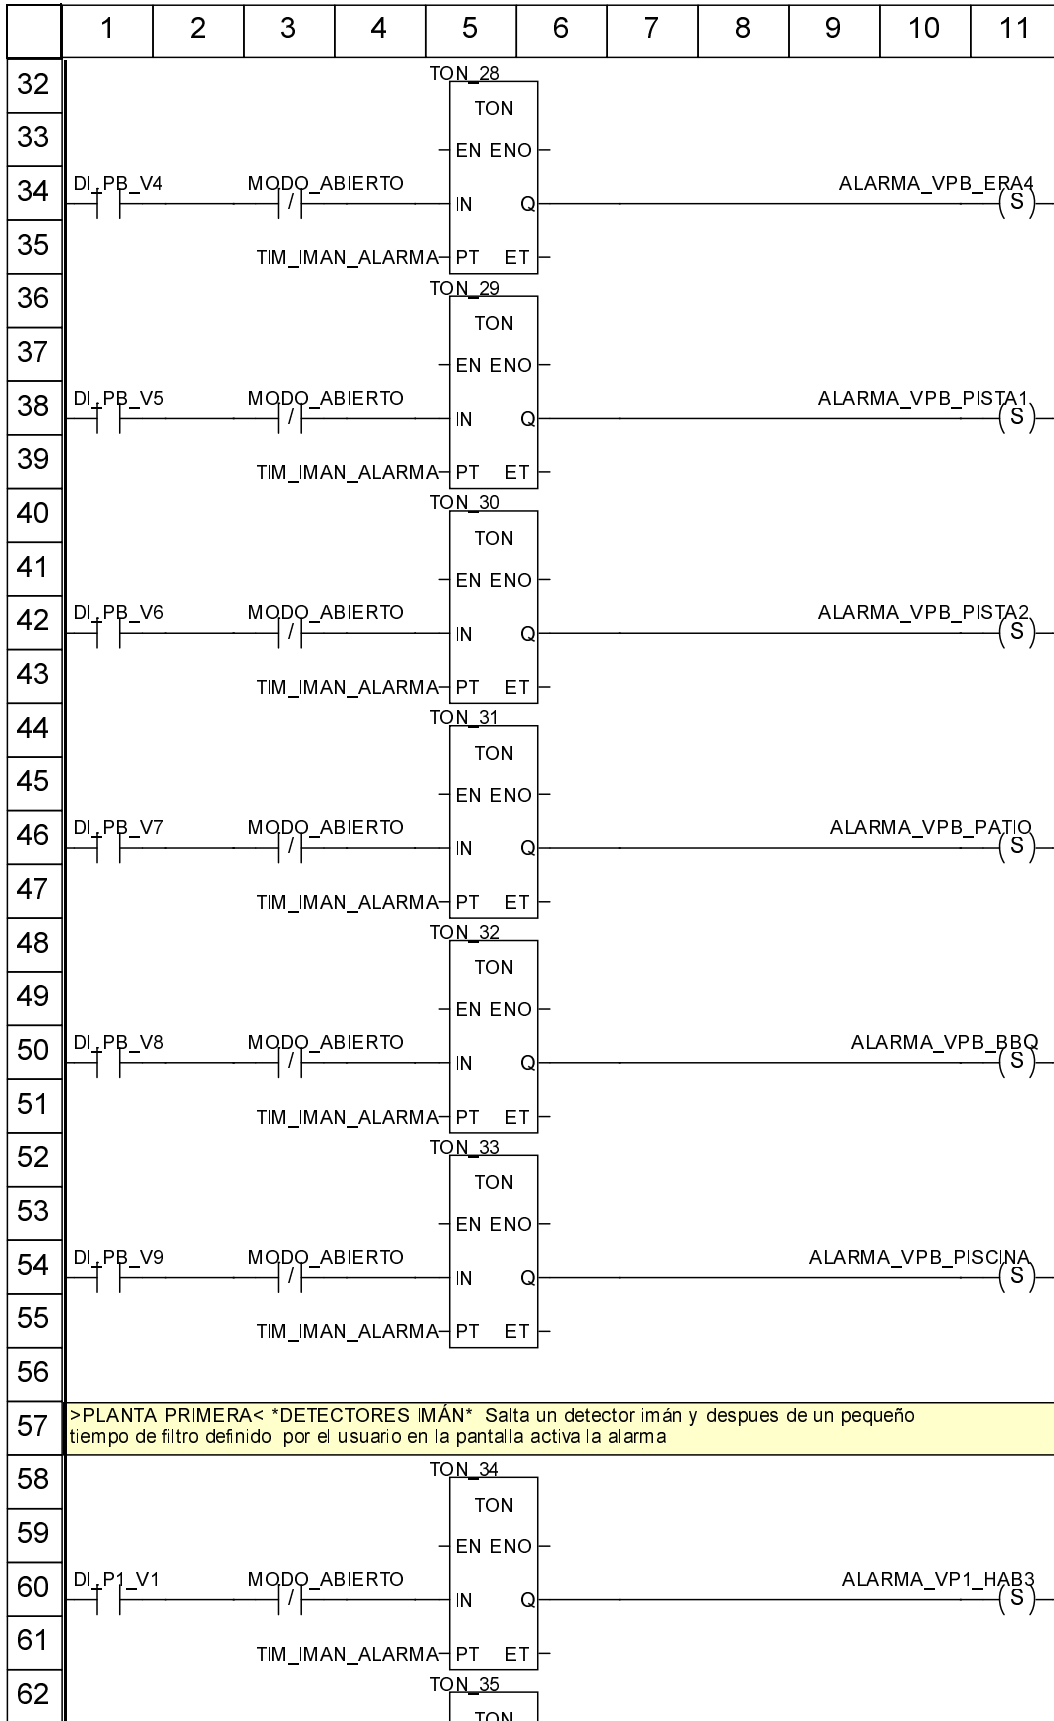 1 2 3 4 5 6 7 8 9 10 11
32
TON_28
TON
33
EN ENO
34
DI_PB_V4 MODO_ABIERTO ALARMA_VPB_ERA4
/ IN Q S
35
TIM_IMAN_ALARMA PT ET
36
TON_29
TON
37
EN ENO
38
DI_PB_V5 MODO_ABIERTO ALARMA_VPB_PISTA1
/ IN Q S
39
TIM_IMAN_ALARMA PT ET
40
TON_30
TON
41
EN ENO
42
DI_PB_V6 MODO_ABIERTO ALARMA_VPB_PISTA2
/ IN Q S
43
TIM_IMAN_ALARMA PT ET
44
TON_31
TON
45
EN ENO
46
DI_PB_V7 MODO_ABIERTO ALARMA_VPB_PATIO
/ IN Q S
47
TIM_IMAN_ALARMA PT ET
48
TON_32
TON
49
EN ENO
50
DI_PB_V8 MODO_ABIERTO ALARMA_VPB_BBQ
/ IN Q S
51
TIM_IMAN_ALARMA PT ET
52
TON_33
TON
53
EN ENO
54
DI_PB_V9 MODO_ABIERTO ALARMA_VPB_PISCINA
/ IN Q S
55
TIM_IMAN_ALARMA PT ET
56
57
>PLANTA PRIMERA< *DETECTORES IMÁN* Salta un detector imán y despues de un pequeño
tiempo de filtro definido por el usuario en la pantalla activa la alarma
58
TON_34
TON
59
EN ENO
60
DI_P1_V1 MODO_ABIERTO ALARMA_VP1_HAB3
/ IN Q S
61
TIM_IMAN_ALARMA PT ET
62
TON_35
TON